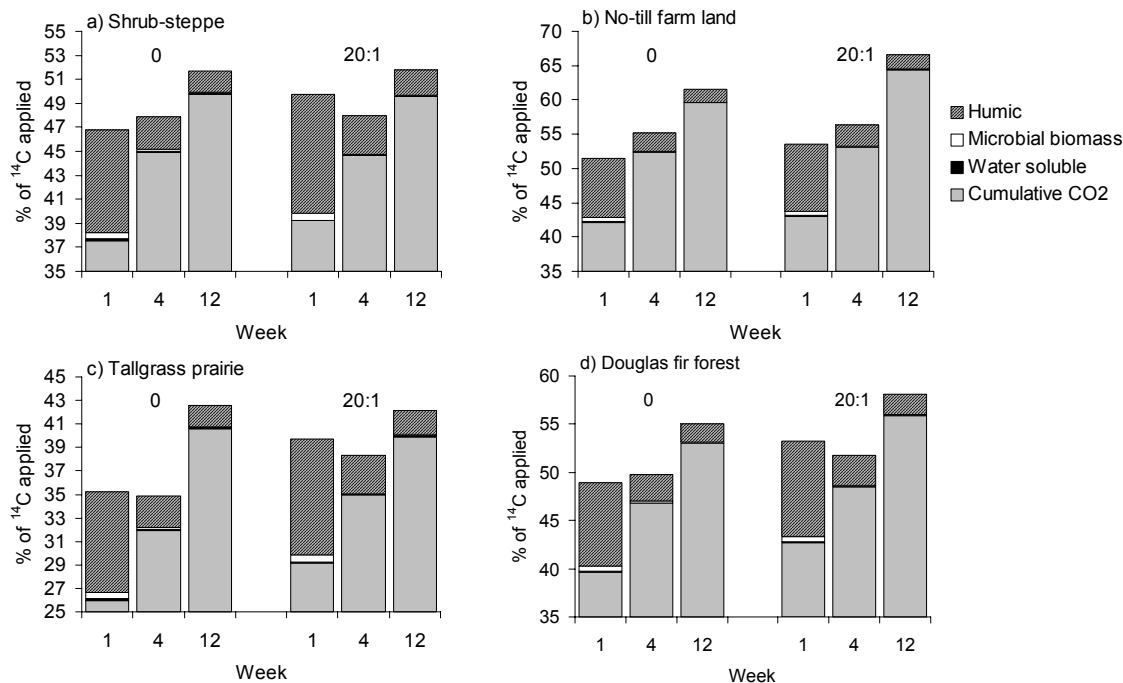 a) Shrub-steppe
0
20:1
% of ¹⁴C applied
55
53
51
49
47
45
43
41
39
37
35
1 4 12 1 4 12
Week
b) No-till farm land
0
20:1
% of ¹⁴C applied
70
65
60
55
50
45
40
35
1 4 12 1 4 12
Week
Humic
Microbial biomass
Water soluble
Cumulative CO2
c) Tallgrass prairie
0
20:1
% of ¹⁴C applied
45
43
41
39
37
35
33
31
29
27
25
1 4 12 1 4 12
Week
d) Douglas fir forest
0
20:1
% of ¹⁴C applied
60
55
50
45
40
35
1 4 12 1 4 12
Week